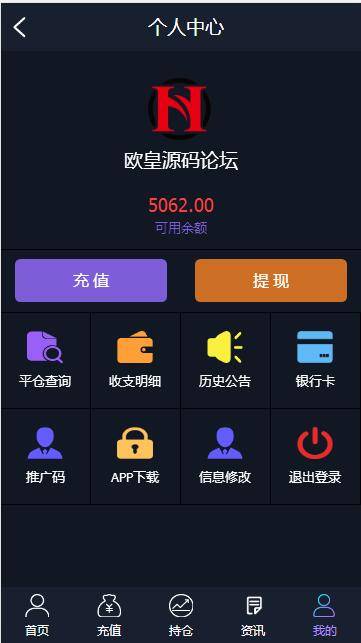 个人中心
欧皇源码论坛
5062.00
可用余额
充值 提现
平仓查询 收支明细 历史公告 银行卡
推广码 APP下载 信息修改 退出登录
首页 充值 持仓 资讯 我的